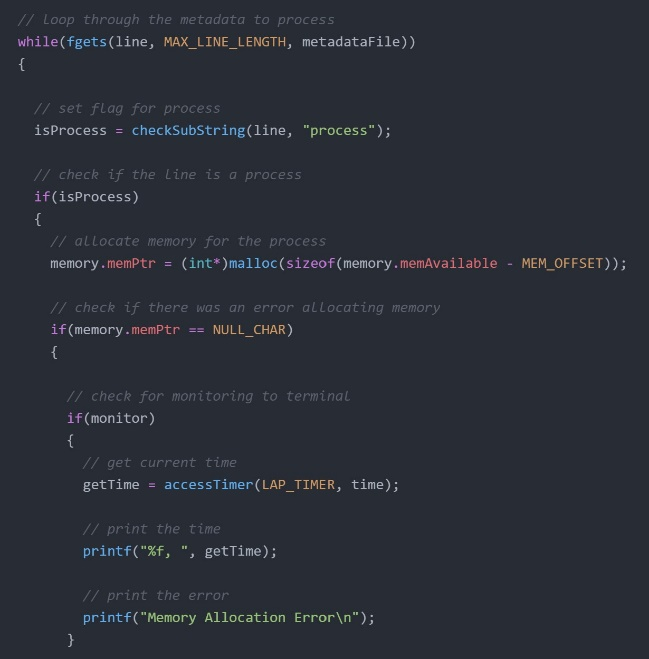 // Loop through the metadata to process
while(fgets(line, MAX_LINE_LENGTH, metadataFile))
{
// set flag for process
isProcess = checkSubString(line, "process");
// check if the line is a process
if(isProcess)
{
// allocate memory for the process
memory.memPtr = (int*)malloc(sizeof(memory.memAvailable - MEM_OFFSET));
// check if there was an error allocating memory
if(memory.memPtr == NULL_CHAR)
{
// check for monitoring to terminal
if(monitor)
{
// get current time
getTime = accessTimer(LAP_TIMER, time);
// print the time
printf("%f, ", getTime);
// print the error
printf("Memory Allocation Error\n");
}